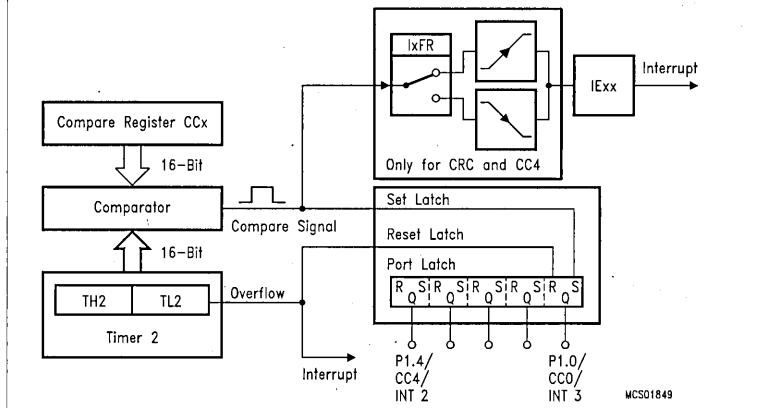 IxFR
Interrupt
IExx
Compare Register CCx
16-Bit
Only for CRC and CC4
Comparator
Set Latch
Compare Signal
Reset Latch
16-Bit
Port Latch
TH2 TL2
Overflow
R S R S R S R S R S
Q Q Q Q Q
Timer 2
Interrupt
P1.4/
CC4/
INT 2
P1.0/
CC0/
INT 3
MCS01849